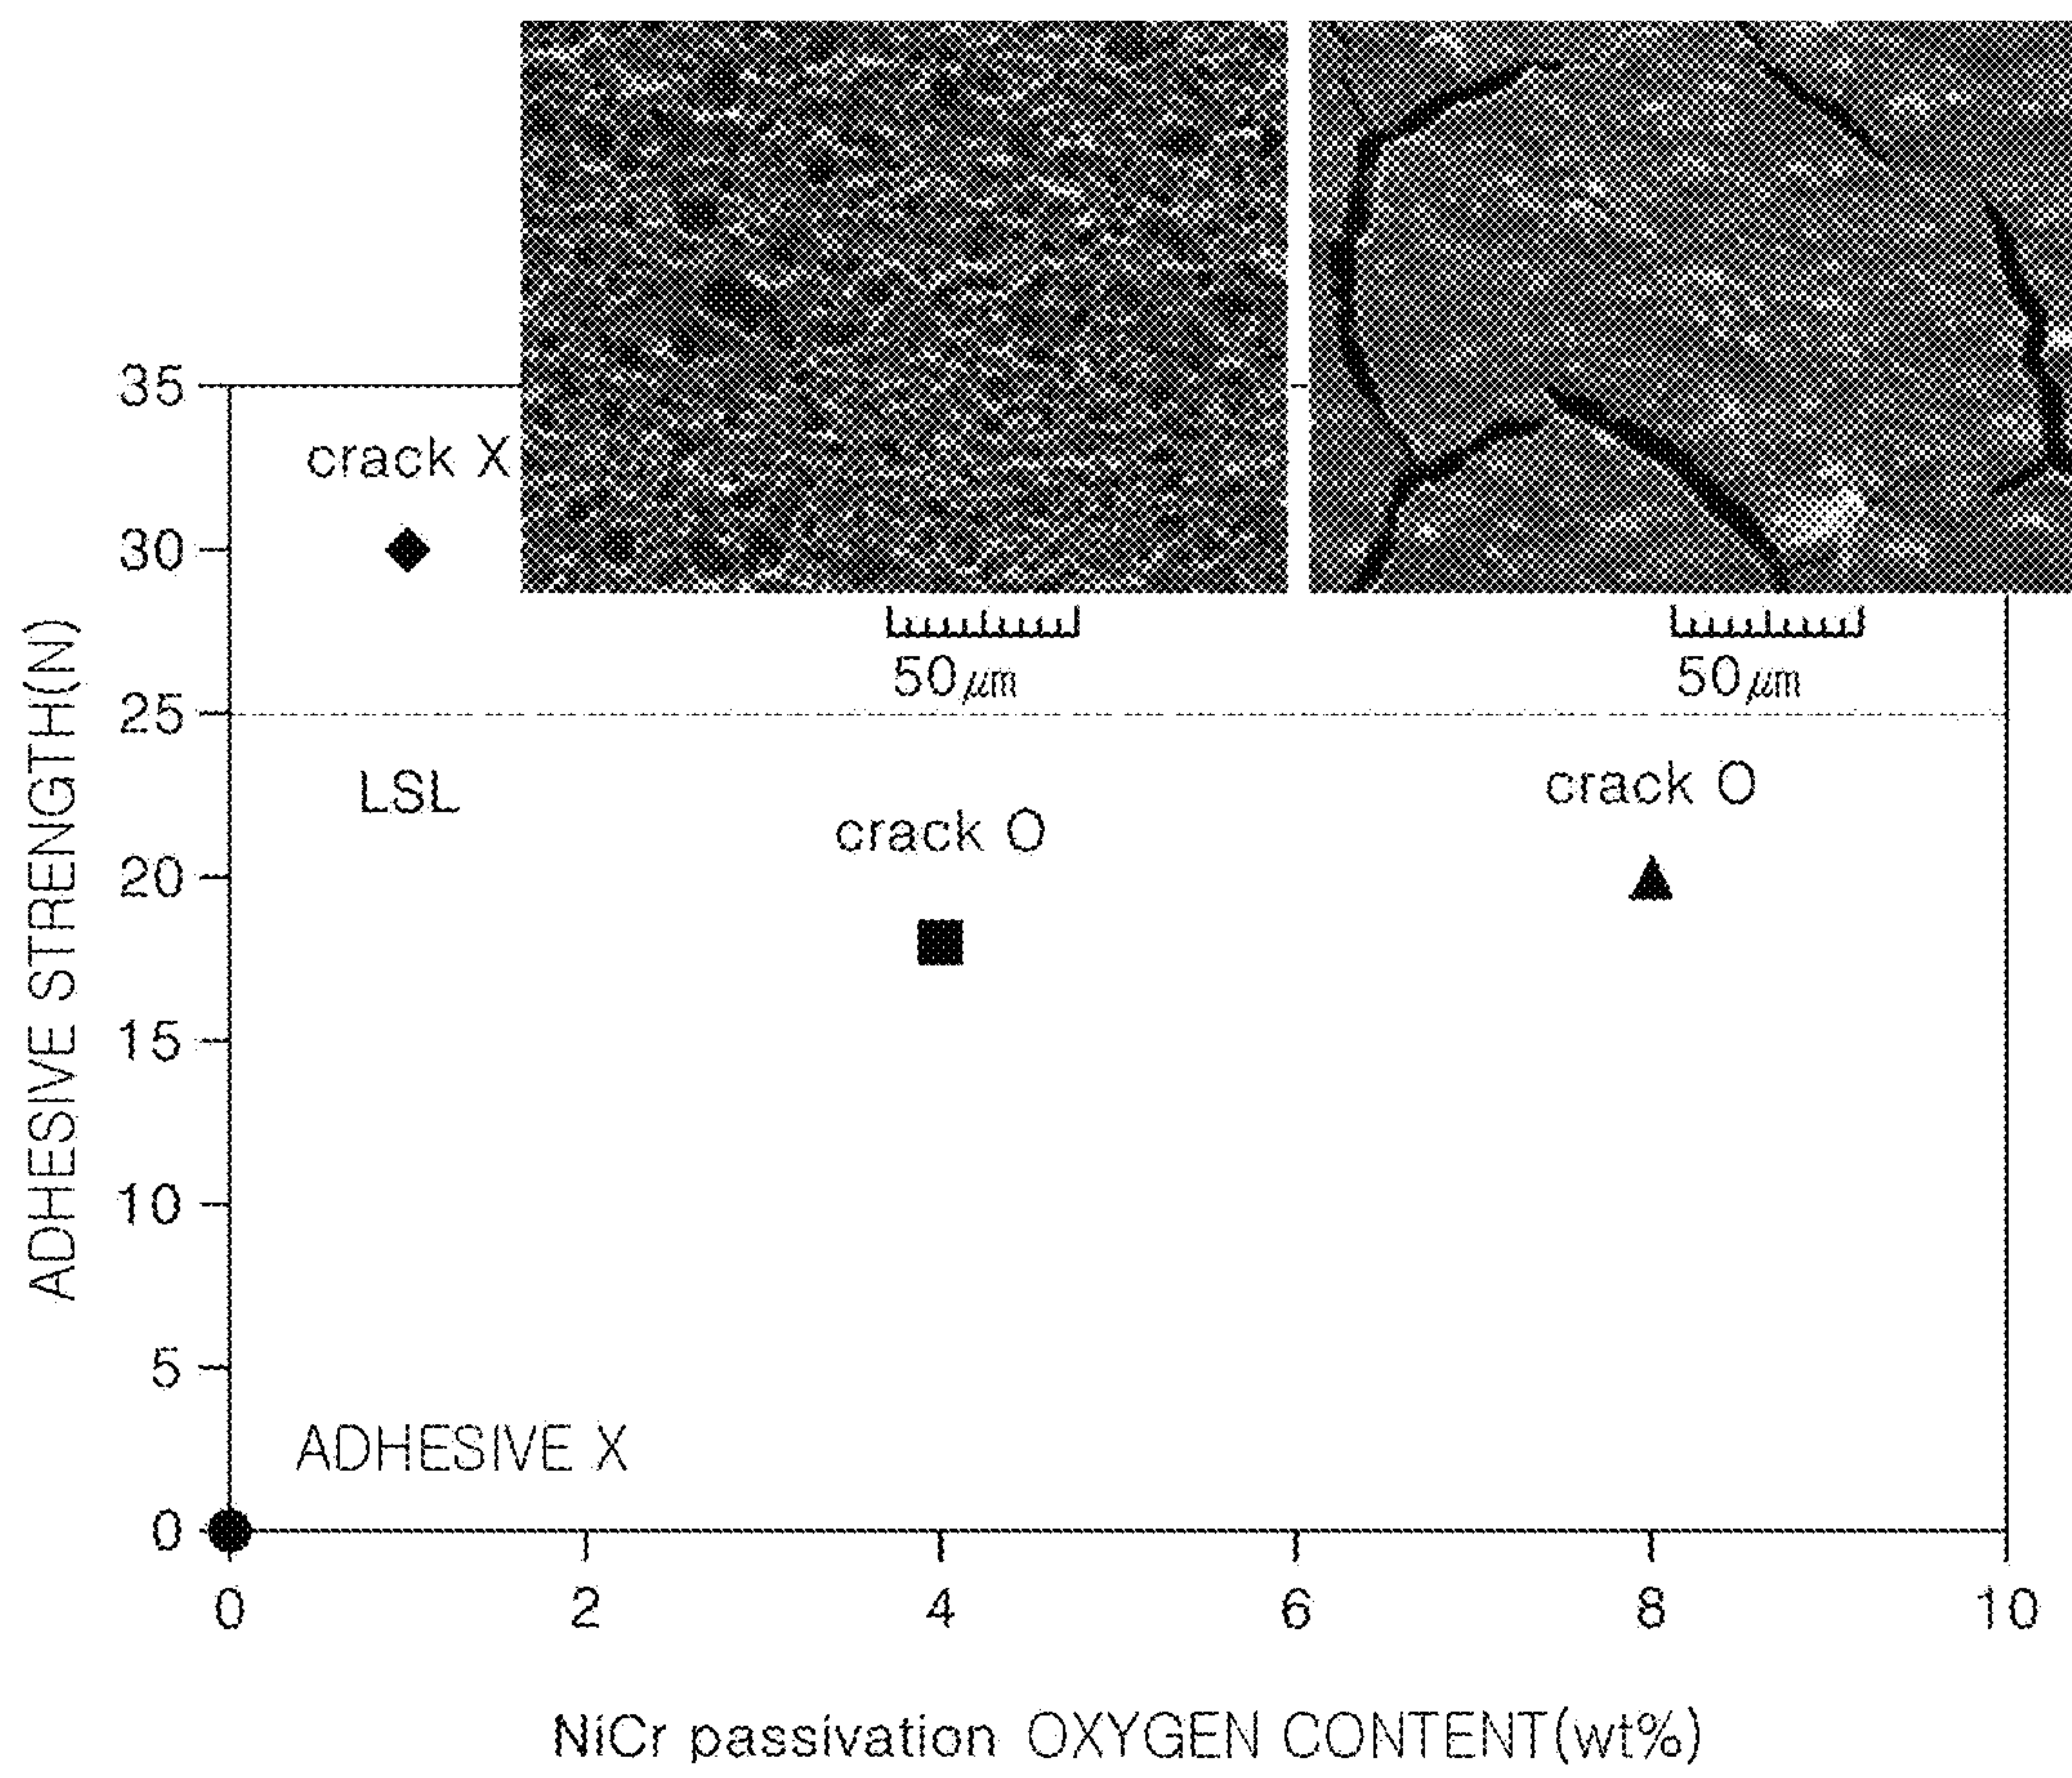 35
crack X
30
50㎛
50㎛
25
LSL
crack O
crack O
20
15
10
5
ADHESIVE X
0
ADHESIVE STRENGTH(N)
0 2 4 6 8 10
NiCr passivation OXYGEN CONTENT(wt%)